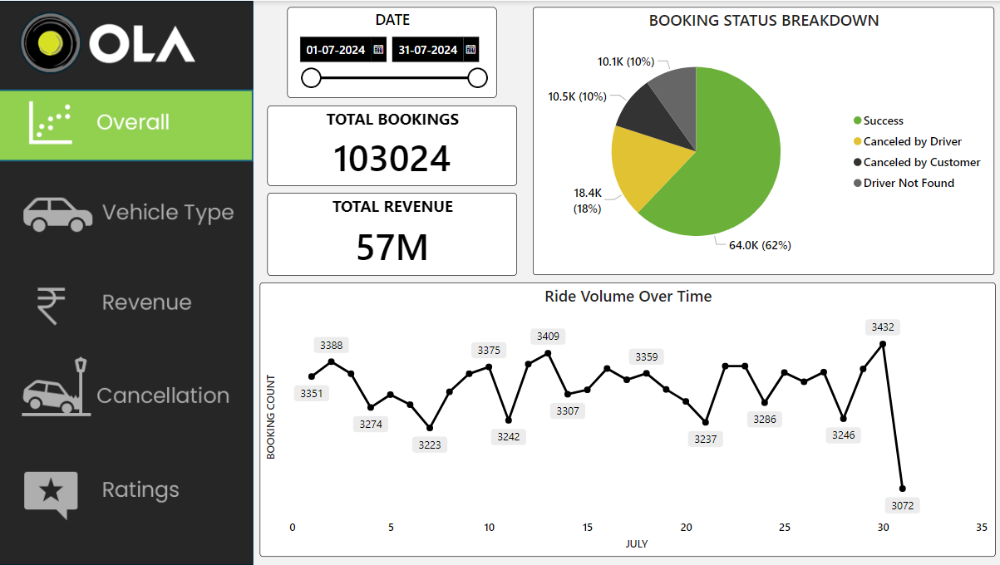 OLA
Overall
Vehicle Type
Revenue
Cancellation
Ratings
DATE
01-07-2024 31-07-2024
TOTAL BOOKINGS
103024
TOTAL REVENUE
57M
BOOKING STATUS BREAKDOWN
10.1K (10%)
10.5K (10%)
18.4K
(18%)
64.0K (62%)
Success
Canceled by Driver
Canceled by Customer
Driver Not Found
Ride Volume Over Time
BOOKING COUNT
3351
3388
3274
3223
3375
3242
3409
3307
3359
3237
3286
3246
3432
3072
0 5 10 15 20 25 30 35
JULY